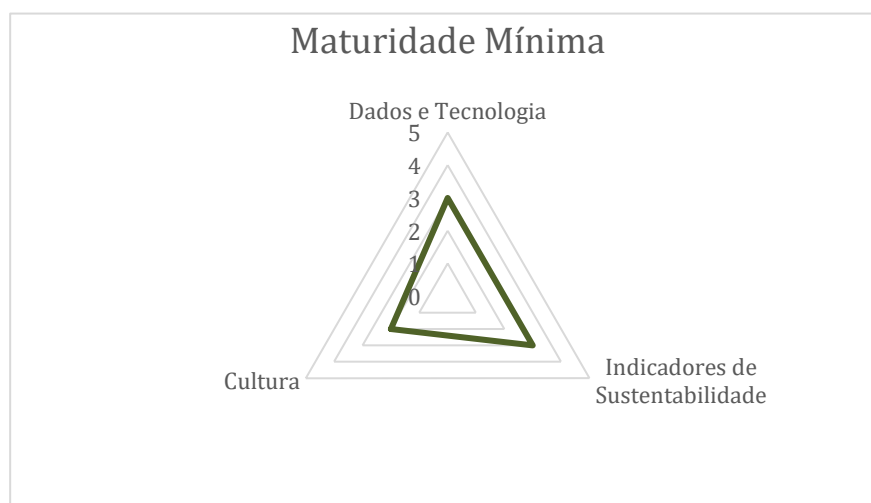 Maturidade Mínima
Dados e Tecnologia
5
4
3
2
1
0
Cultura
Indicadores de
Sustentabilidade